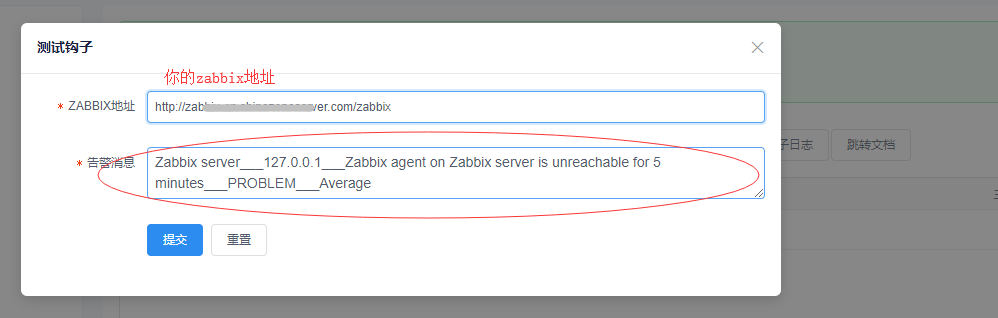 测试钩子
你的zabbix地址
* ZABBIX地址
http://zab ver.com/zabbix
* 告警消息
Zabbix server___127.0.0.1___Zabbix agent on Zabbix server is unreachable for 5
minutes___PROBLEM___Average
子日志 跳转文档
提交 重置